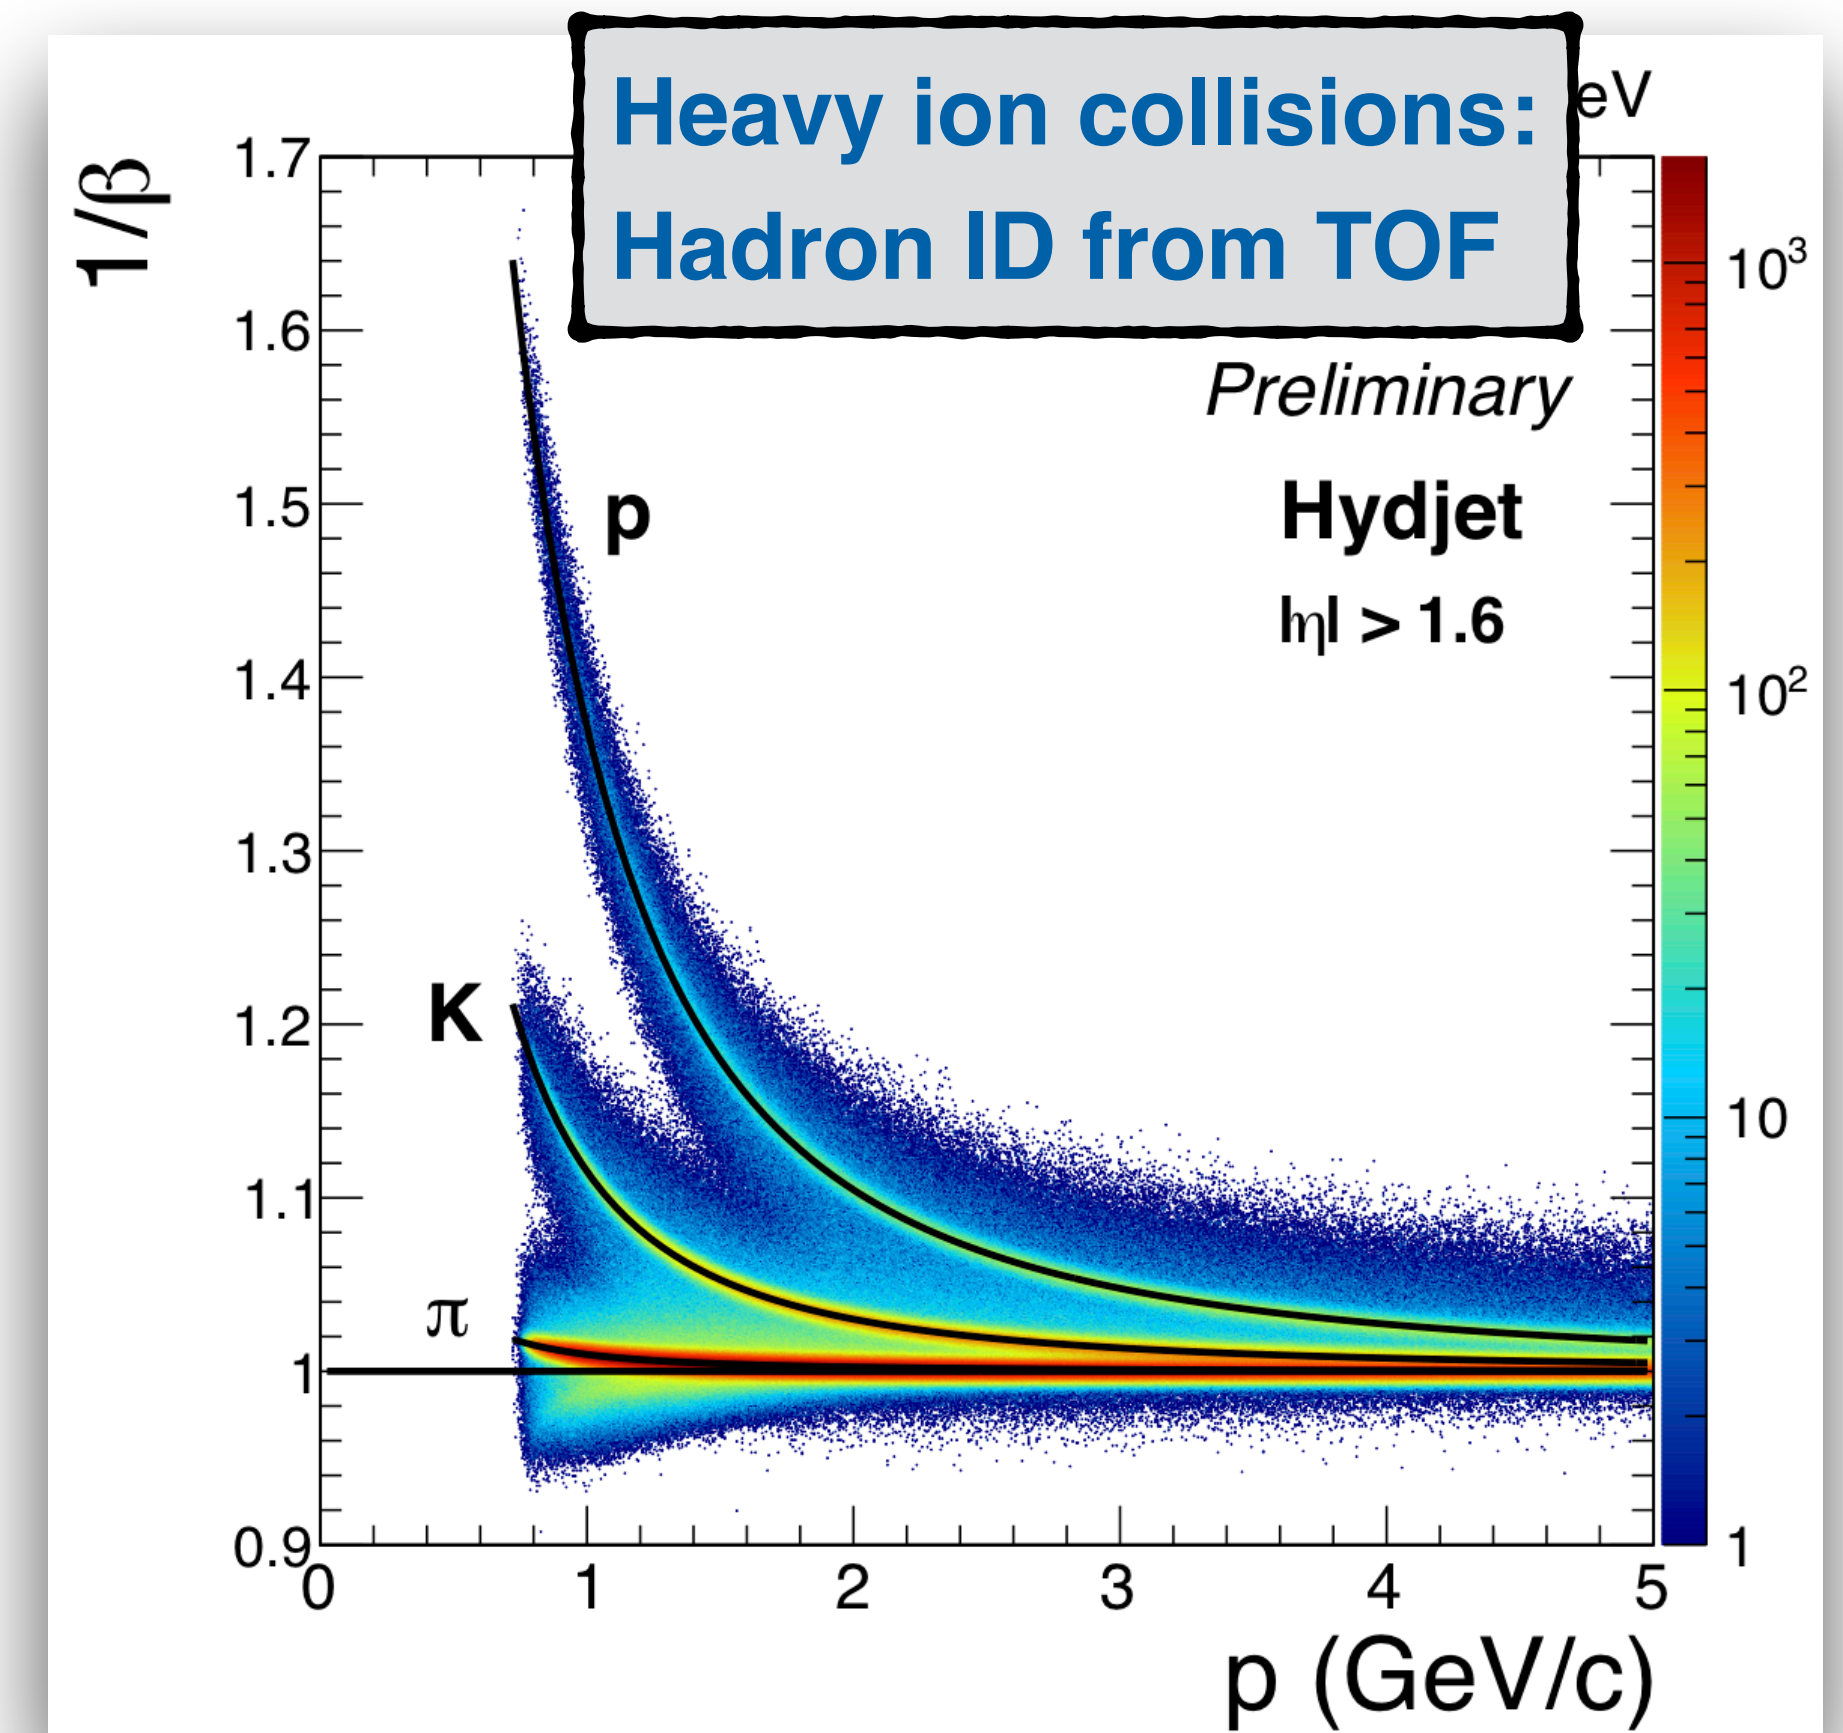 Heavy ion collisions:
Hadron ID from TOF
eV
1/β
1.7
1.6
1.5
1.4
1.3
1.2
1.1
1
0.9
Preliminary
Hydjet
|η| > 1.6
p
K
π
10³
10²
10
1
0 1 2 3 4 5
p (GeV/c)